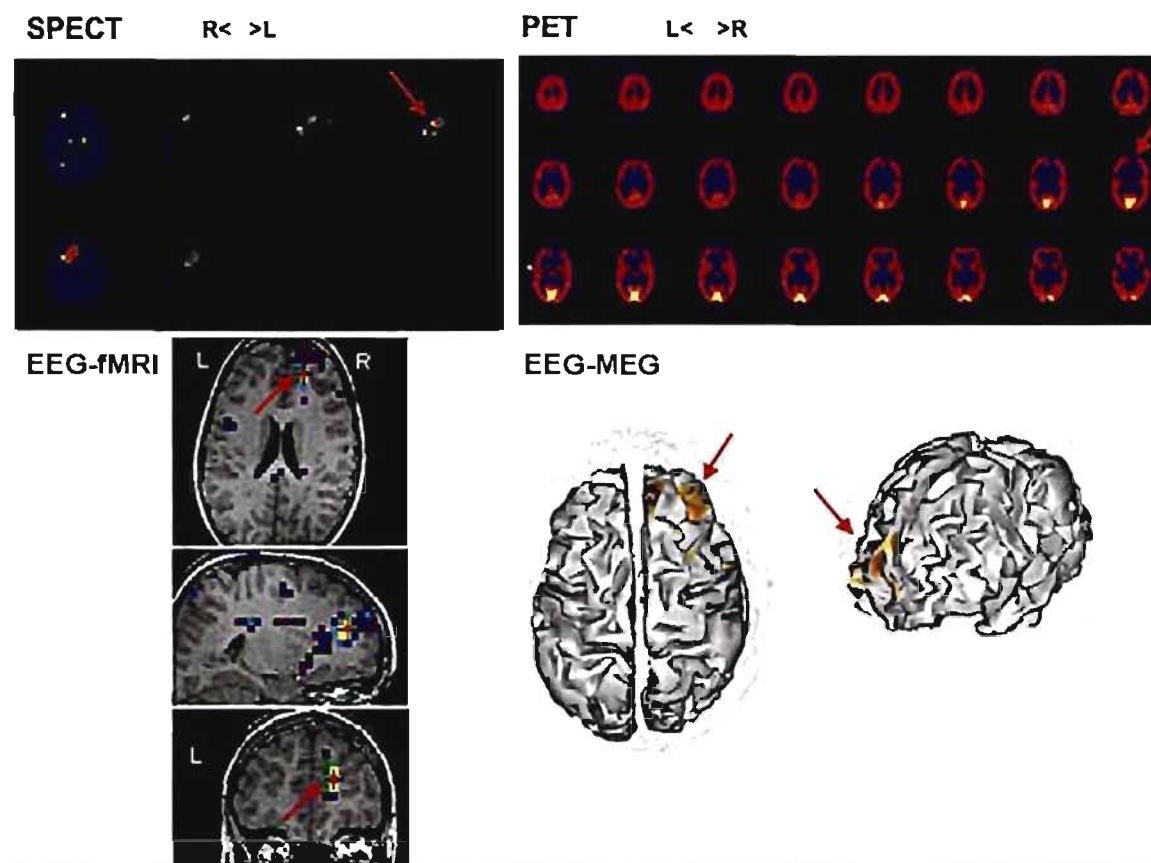 SPECT R< >L
PET L< >R
EEG-fMRI
L R
EEG-MEG
L